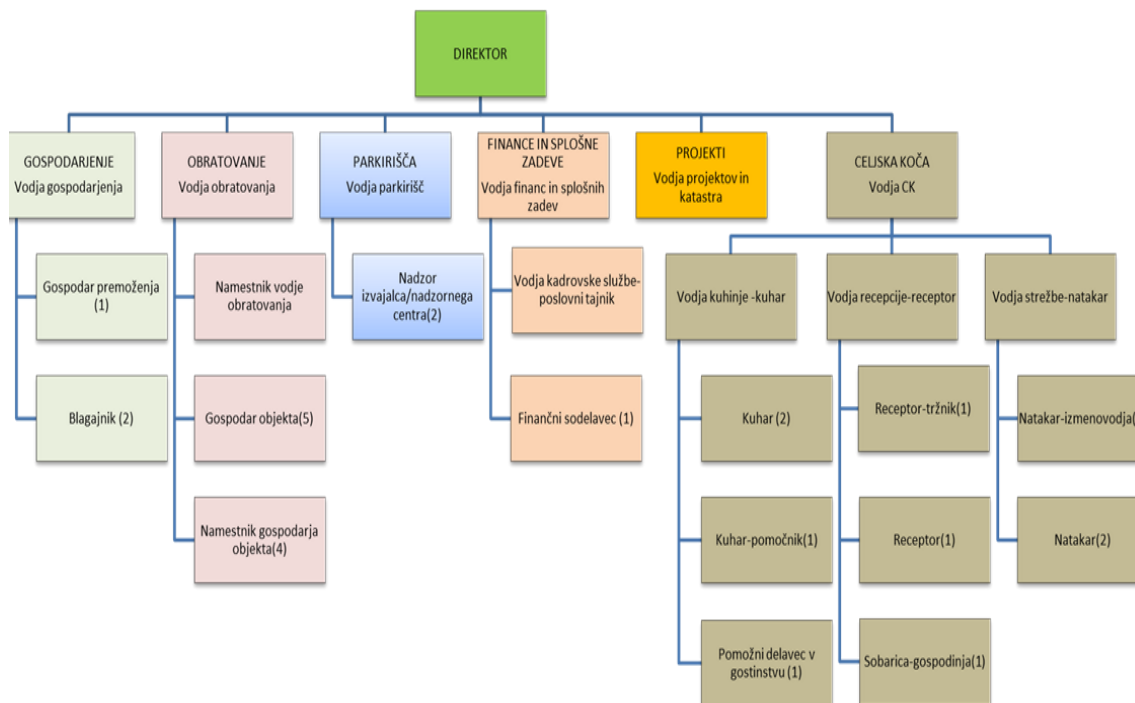 DIREKTOR
GOSPODARJENJE
Vodja gospodarjenja
OBRATOVANJE
Vodja obratovanja
PARKIRIŠČA
Vodja parkirišč
FINANCE IN SPLOŠNE
ZADEVE
Vodja financ in splošnih
zadev
PROJEKTI
Vodja projektov in
katastra
CELJSKA KOČA
Vodja CK
Gospodar premoženja
(1)
Namestnik vodje
obratovanja
Nadzor
izvajalca/nadzornega
centra(2)
Vodja kadrovske službe-
poslovni tajnik
Vodja kuhinje -kuhar
Vodja recepcije-receptor
Vodja strežbe-natakar
Blagajnik (2)
Gospodar objekta(5)
Finančni sodelavec (1)
Kuhar (2)
Receptor-tržnik(1)
Natakar-izmenovodja(
Namestnik gospodarja
objekta(4)
Kuhar-pomočnik(1)
Receptor(1)
Natakar(2)
Pomožni delavec v
gostinstvu (1)
Sobarica-gospodinja(1)